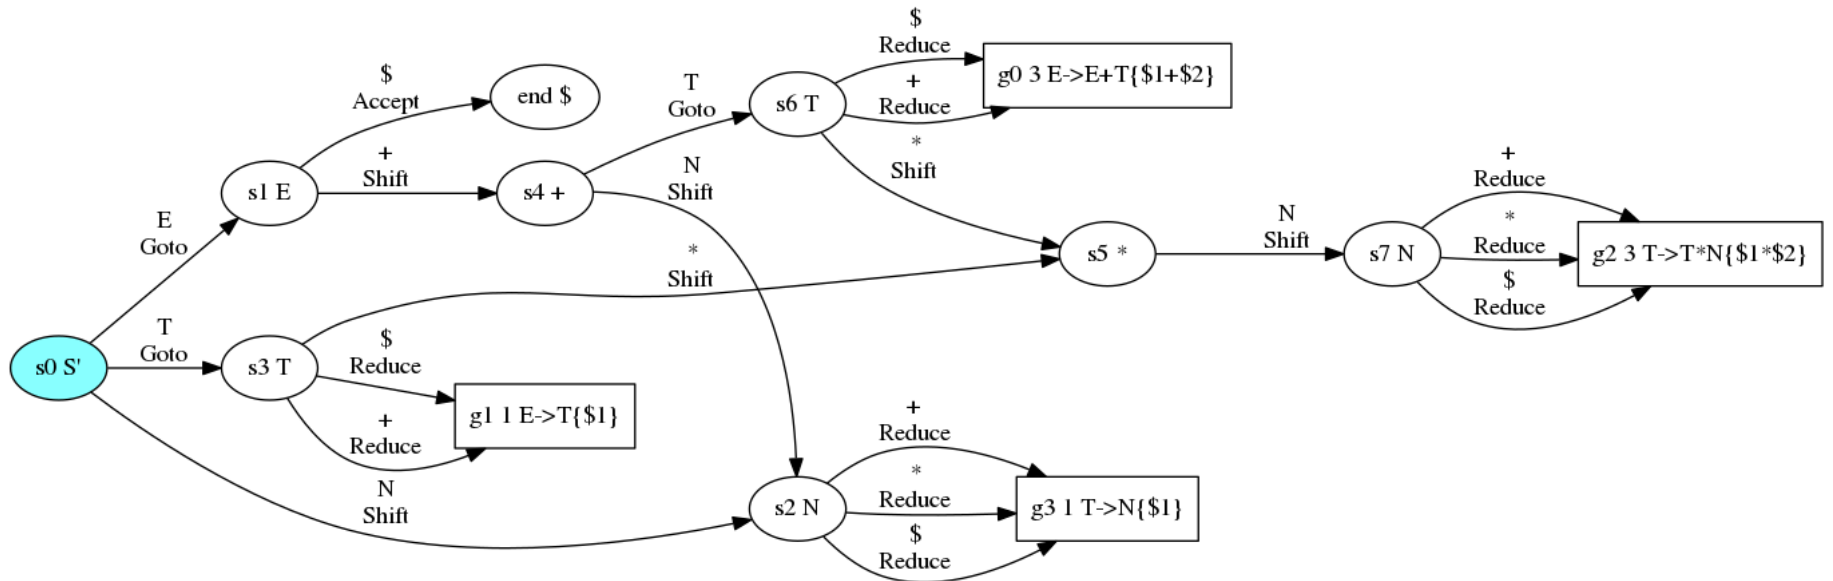 $
Reduce
g0 3 E->E+T{$1+$2}
+
Reduce
$
Accept
end $
T
Goto
s6 T
*
Shift
+
Shift
s1 E
s4 +
N
Shift
E
Goto
*
Shift
s5 *
N
Shift
s7 N
+
Reduce
*
Reduce
$
Reduce
g2 3 T->T*N{$1*$2}
s0 S'
T
Goto
s3 T
$
Reduce
+
Reduce
g1 1 E->T{$1}
N
Shift
s2 N
+
Reduce
*
Reduce
$
Reduce
g3 1 T->N{$1}